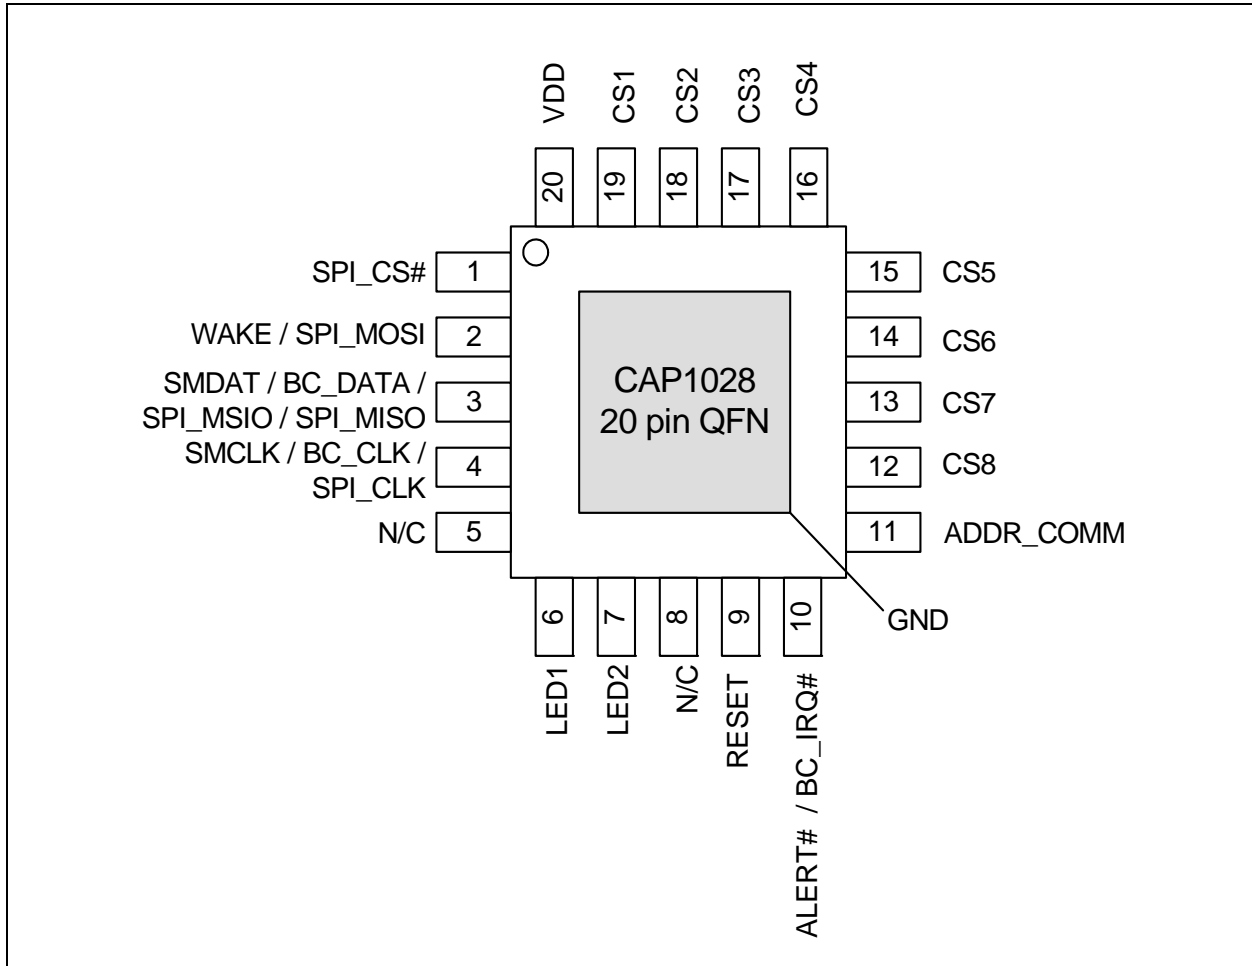 VDD
CS1
CS2
CS3
CS4
20
19
18
17
16
SPI_CS#
1
15
CS5
WAKE / SPI_MOSI
2
14
CS6
SMDAT / BC_DATA /
SPI_MSIO / SPI_MISO
3
CAP1028
20 pin QFN
13
CS7
SMCLK / BC_CLK /
SPI_CLK
4
12
CS8
N/C
5
11
ADDR_COMM
6
7
8
9
10
GND
LED1
LED2
N/C
RESET
ALERT# / BC_IRQ#